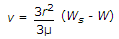 v = 3r²/3μ (Wₛ - W)